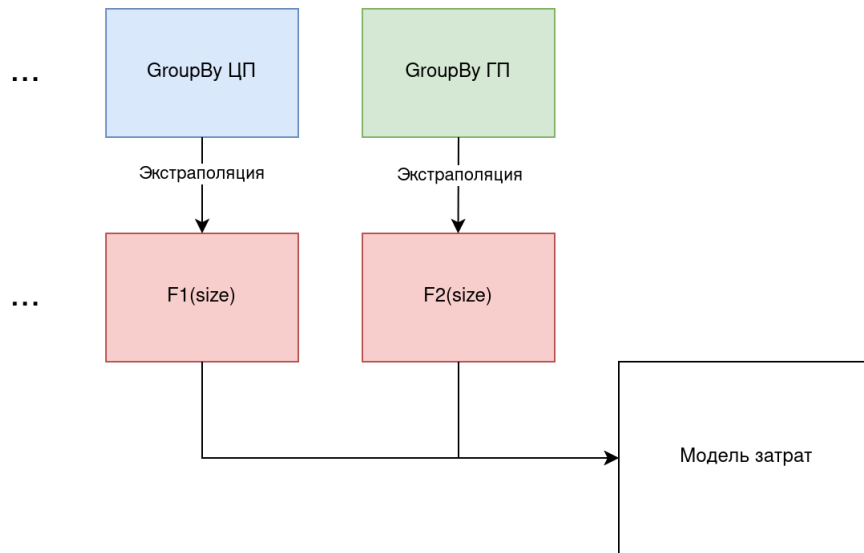 ...
GroupBy ЦП
GroupBy ГП
Экстраполяция
Экстраполяция
...
F1(size)
F2(size)
Модель затрат